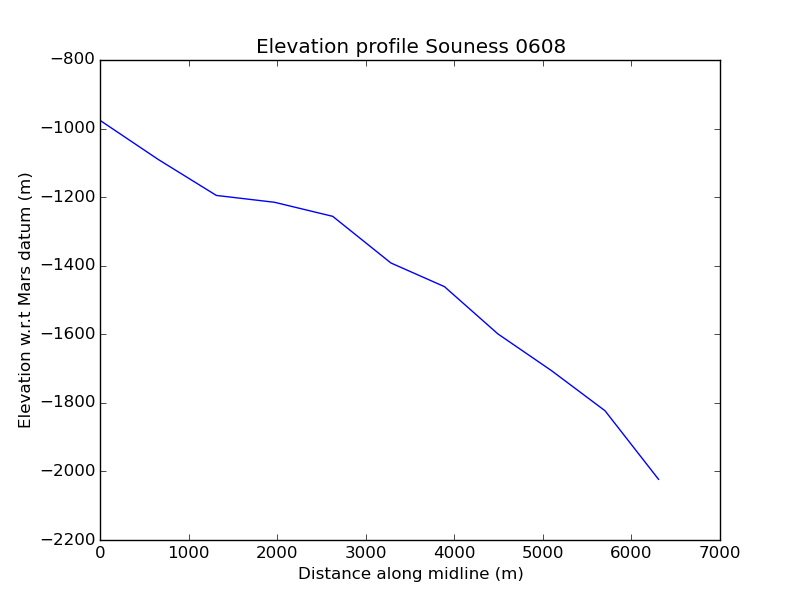 Elevation profile Souness 0608
−800
−1000
−1200
−1400
−1600
−1800
−2000
−2200
Elevation w.r.t Mars datum (m)
0 1000 2000 3000 4000 5000 6000 7000
Distance along midline (m)